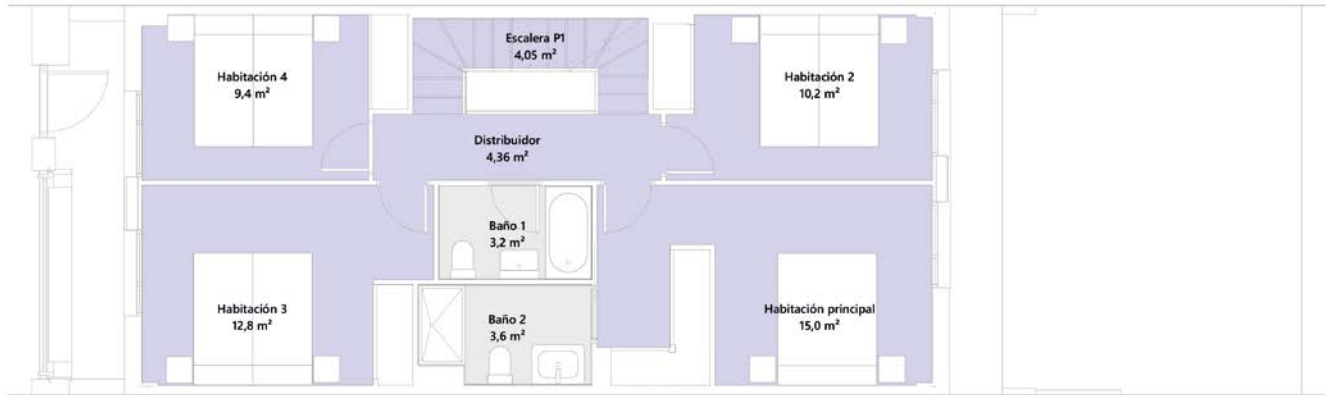 Escalera P1
4,05 m²
Habitación 4
9,4 m²
Habitación 2
10,2 m²
Distribuidor
4,36 m²
Baño 1
3,2 m²
Habitación 3
12,8 m²
Baño 2
3,6 m²
Habitación principal
15,0 m²